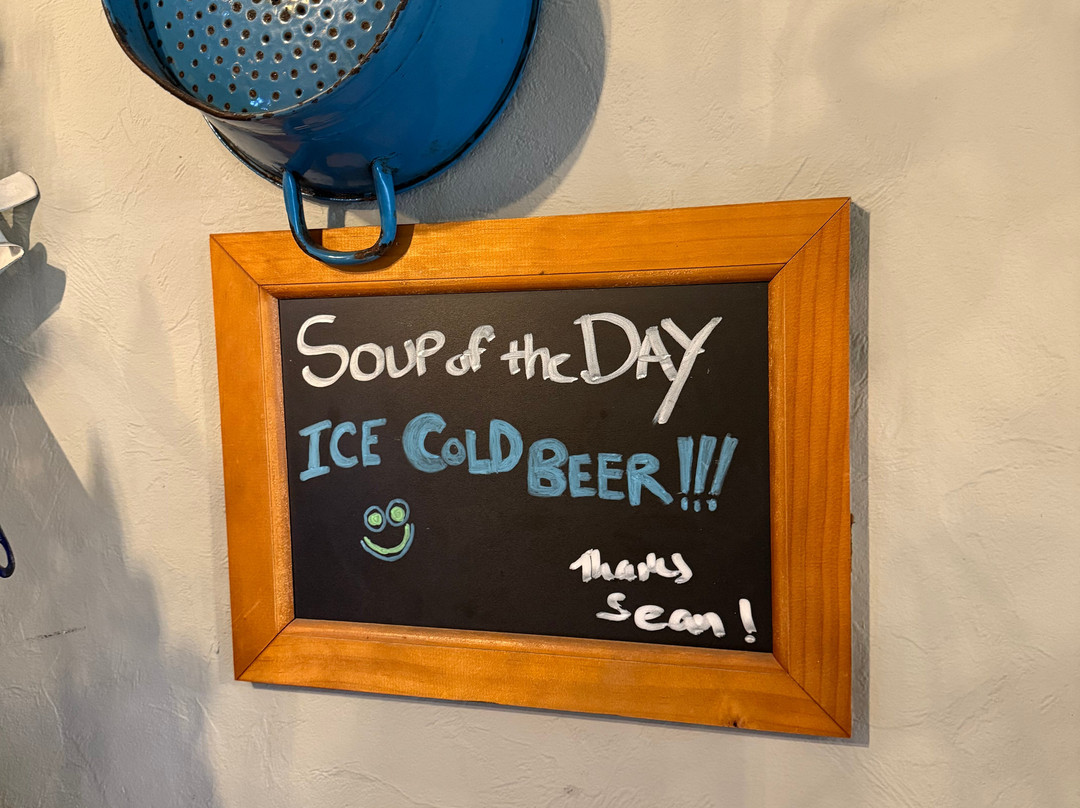 SOUP of the DAY
ICE COLD BEER!!!
Thanks
Sean!